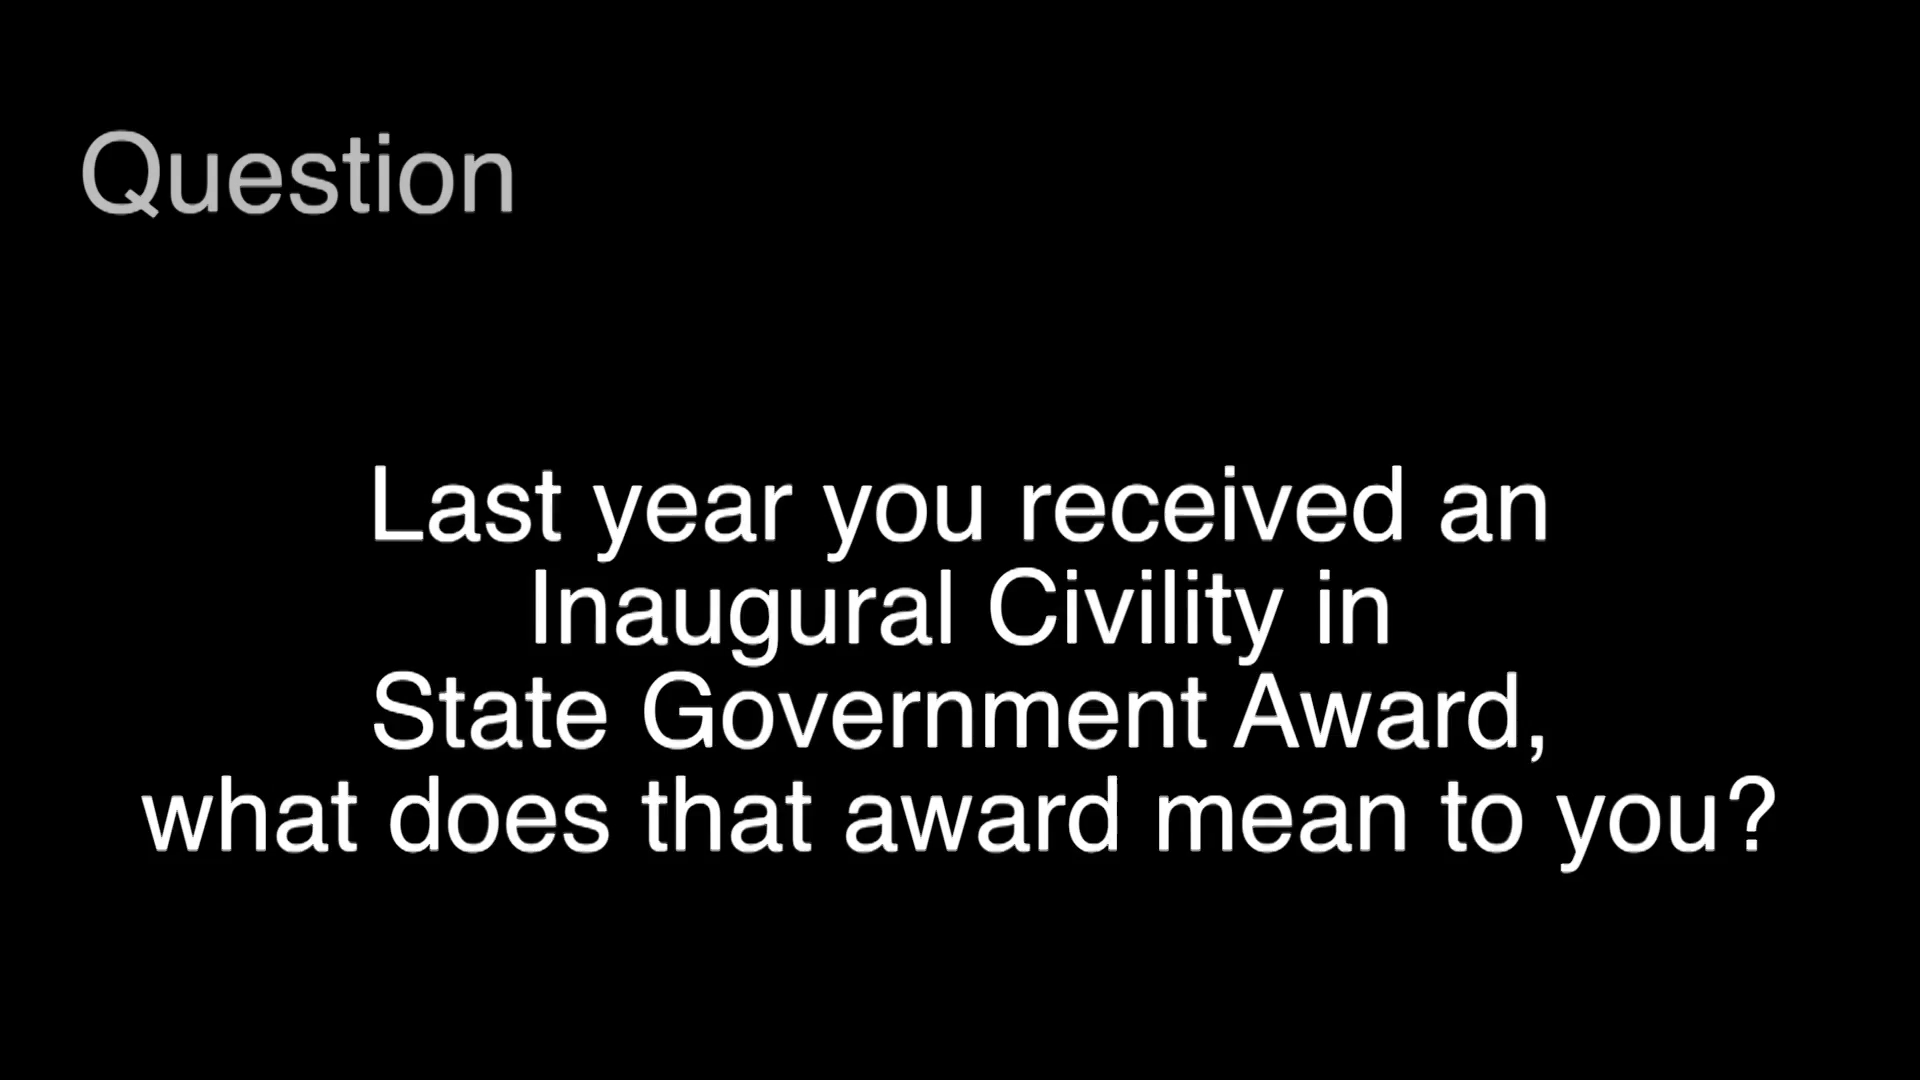 Question
Last year you received an
Inaugural Civility in
State Government Award,
what does that award mean to you?